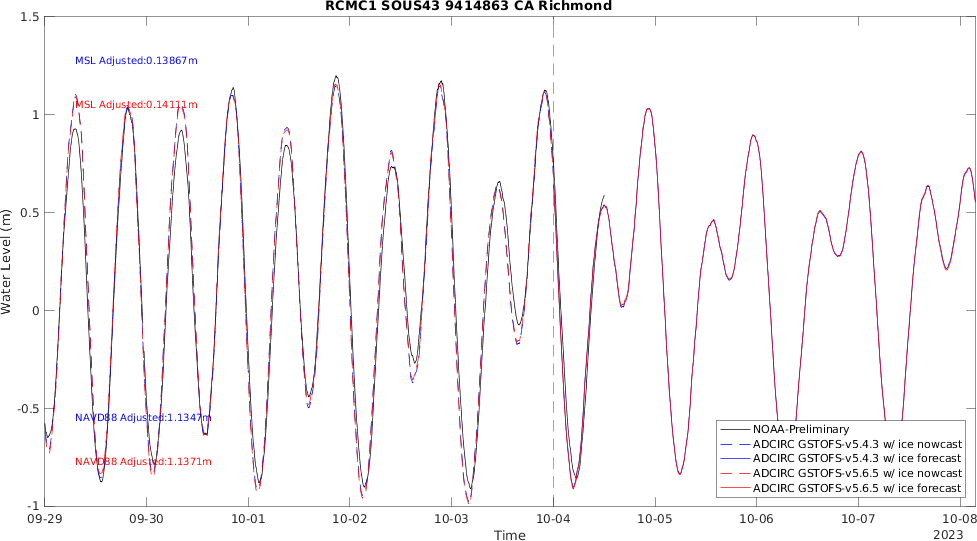 RCMC1 SOUS43 9414863 CA Richmond
1.5
1
0.5
0
-0.5
-1
Water Level (m)
MSL Adjusted:0.13867m
MSL Adjusted:0.14111m
NAVD88 Adjusted:1.1347m
NAVD88 Adjusted:1.1371m
NOAA-Preliminary
ADCIRC GSTOFS-v5.4.3 w/ ice nowcast
ADCIRC GSTOFS-v5.4.3 w/ ice forecast
ADCIRC GSTOFS-v5.6.5 w/ ice nowcast
ADCIRC GSTOFS-v5.6.5 w/ ice forecast
09-29 09-30 10-01 10-02 10-03 10-04 10-05 10-06 10-07 10-08
Time
2023